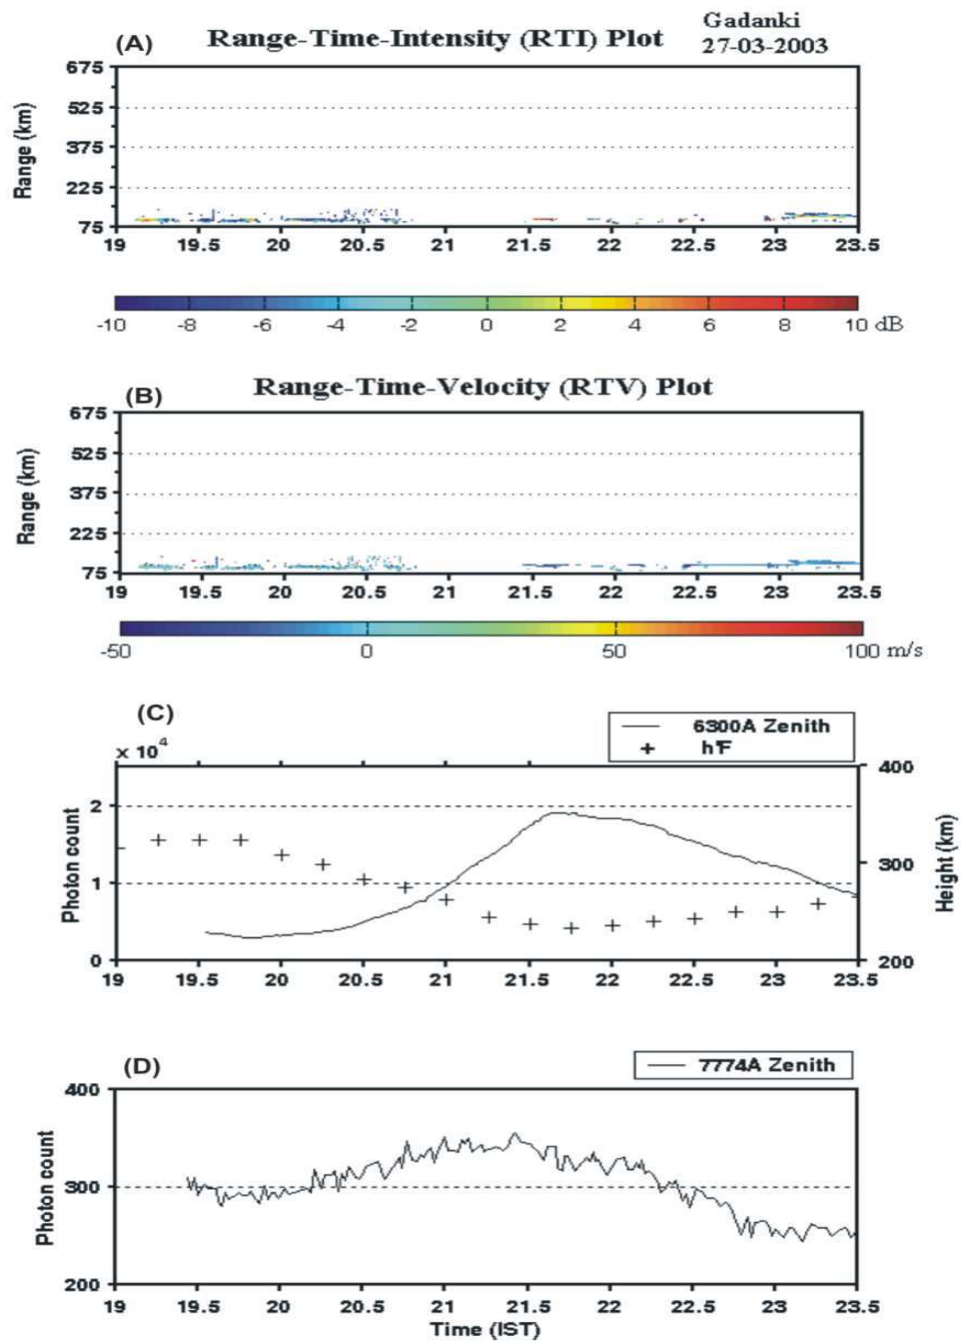 (A)
Range-Time-Intensity (RTI) Plot
Gadanki
27-03-2003
Range (km)
675
525
375
225
75
19 19.5 20 20.5 21 21.5 22 22.5 23 23.5
-10 -8 -6 -4 -2 0 2 4 6 8 10 dB
(B)
Range-Time-Velocity (RTV) Plot
Range (km)
675
525
375
225
75
19 19.5 20 20.5 21 21.5 22 22.5 23 23.5
-50 0 50 100 m/s
(C)
6300A Zenith
+ h'F
x 10^4
Photon count
2
1
0
400
300
200
Height (km)
19 19.5 20 20.5 21 21.5 22 22.5 23 23.5
(D)
7774A Zenith
Photon count
400
300
200
19 19.5 20 20.5 21 21.5 22 22.5 23 23.5
Time (IST)